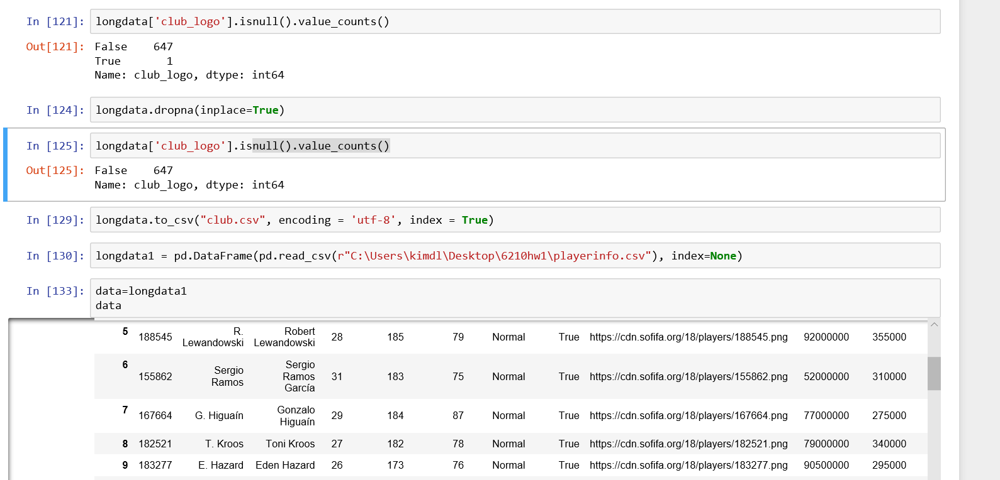 In [121]: longdata['club_logo'].isnull().value_counts()
Out[121]: False    647
True       1
Name: club_logo, dtype: int64
In [124]: longdata.dropna(inplace=True)
In [125]: longdata['club_logo'].isnull().value_counts()
Out[125]: False    647
Name: club_logo, dtype: int64
In [129]: longdata.to_csv("club.csv", encoding = 'utf-8', index = True)
In [130]: longdata1 = pd.DataFrame(pd.read_csv(r"C:\Users\kimdl\Desktop\6210hw1\playerinfo.csv"), index=None)
In [133]: data=longdata1
data
5 188545 R. Lewandowski Robert Lewandowski 28 185 79 Normal True https://cdn.sofifa.org/18/players/188545.png 92000000 355000
6 155862 Sergio Ramos Sergio Ramos García 31 183 75 Normal True https://cdn.sofifa.org/18/players/155862.png 52000000 310000
7 167664 G. Higuaín Gonzalo Higuaín 29 184 87 Normal True https://cdn.sofifa.org/18/players/167664.png 77000000 275000
8 182521 T. Kroos Toni Kroos 27 182 78 Normal True https://cdn.sofifa.org/18/players/182521.png 79000000 340000
9 183277 E. Hazard Eden Hazard 26 173 76 Normal True https://cdn.sofifa.org/18/players/183277.png 90500000 295000